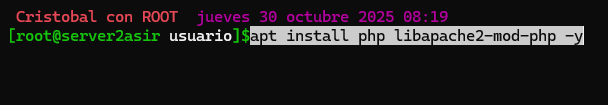 Cristobal con ROOT  jueves 30 octubre 2025 08:19
[root@server2asir usuario]$apt install php libapache2-mod-php -y